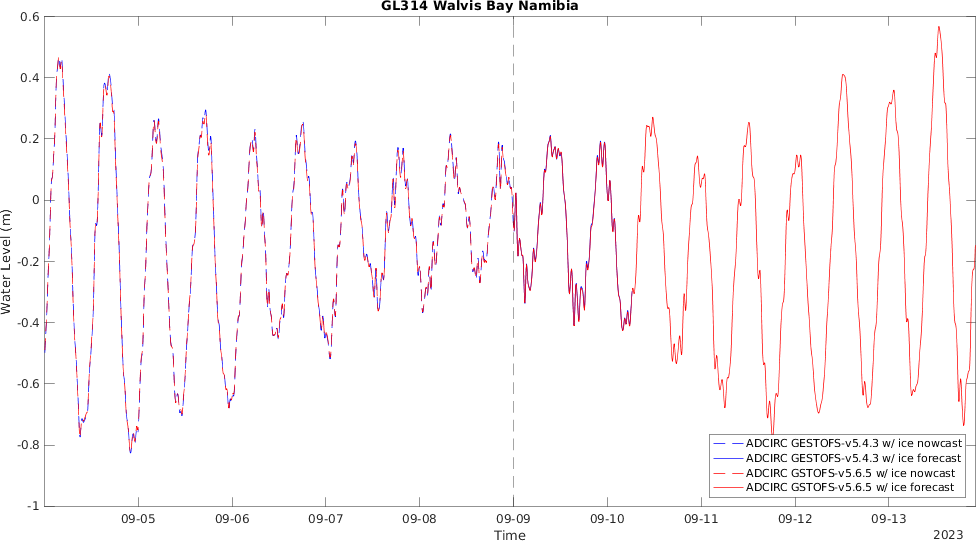 GL314 Walvis Bay Namibia
0.6
0.4
0.2
0
-0.2
-0.4
-0.6
-0.8
-1
Water Level (m)
09-05 09-06 09-07 09-08 09-09 09-10 09-11 09-12 09-13
Time
2023
ADCIRC GESTOFS-v5.4.3 w/ ice nowcast
ADCIRC GESTOFS-v5.4.3 w/ ice forecast
ADCIRC GSTOFS-v5.6.5 w/ ice nowcast
ADCIRC GSTOFS-v5.6.5 w/ ice forecast